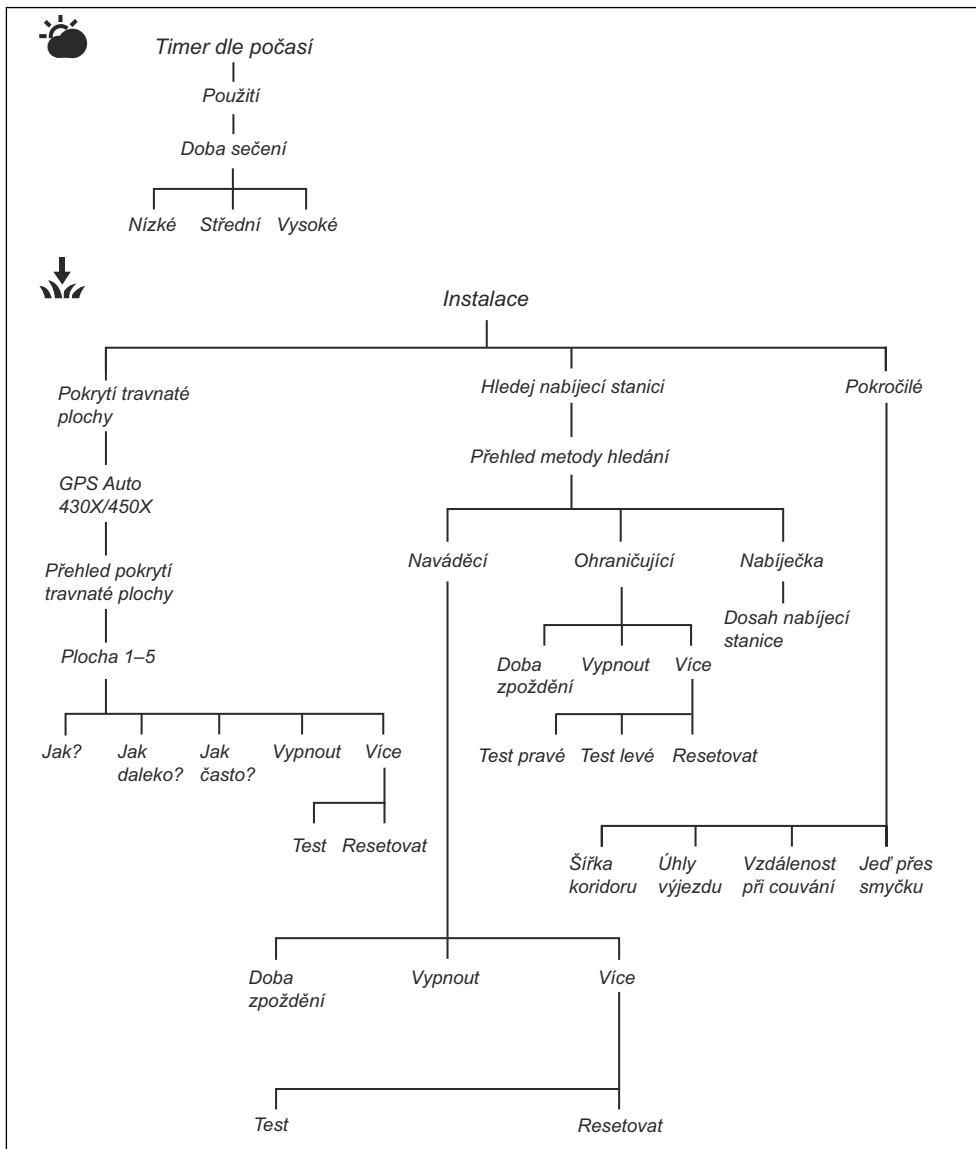 Timer dle počasí
Použití
Doba sečení
Nízké Střední Vysoké
Instalace
Pokrytí travnaté
plochy
Hledej nabíjecí stanici
Pokročilé
Přehled metody hledání
GPS Auto
430X/450X
Naváděcí
Ohraničující
Nabíječka
Přehled pokrytí
travnaté plochy
Dosah nabíjecí
stanice
Plocha 1–5
Doba
zpoždění
Vypnout
Více
Jak?
Jak
daleko?
Jak
často?
Vypnout
Více
Test pravé
Test levé
Resetovat
Test
Resetovat
Šířka
koridoru
Úhly
výjezdu
Vzdálenost
při couvání
Jeď přes
smyčku
Doba
zpoždění
Vypnout
Více
Test
Resetovat